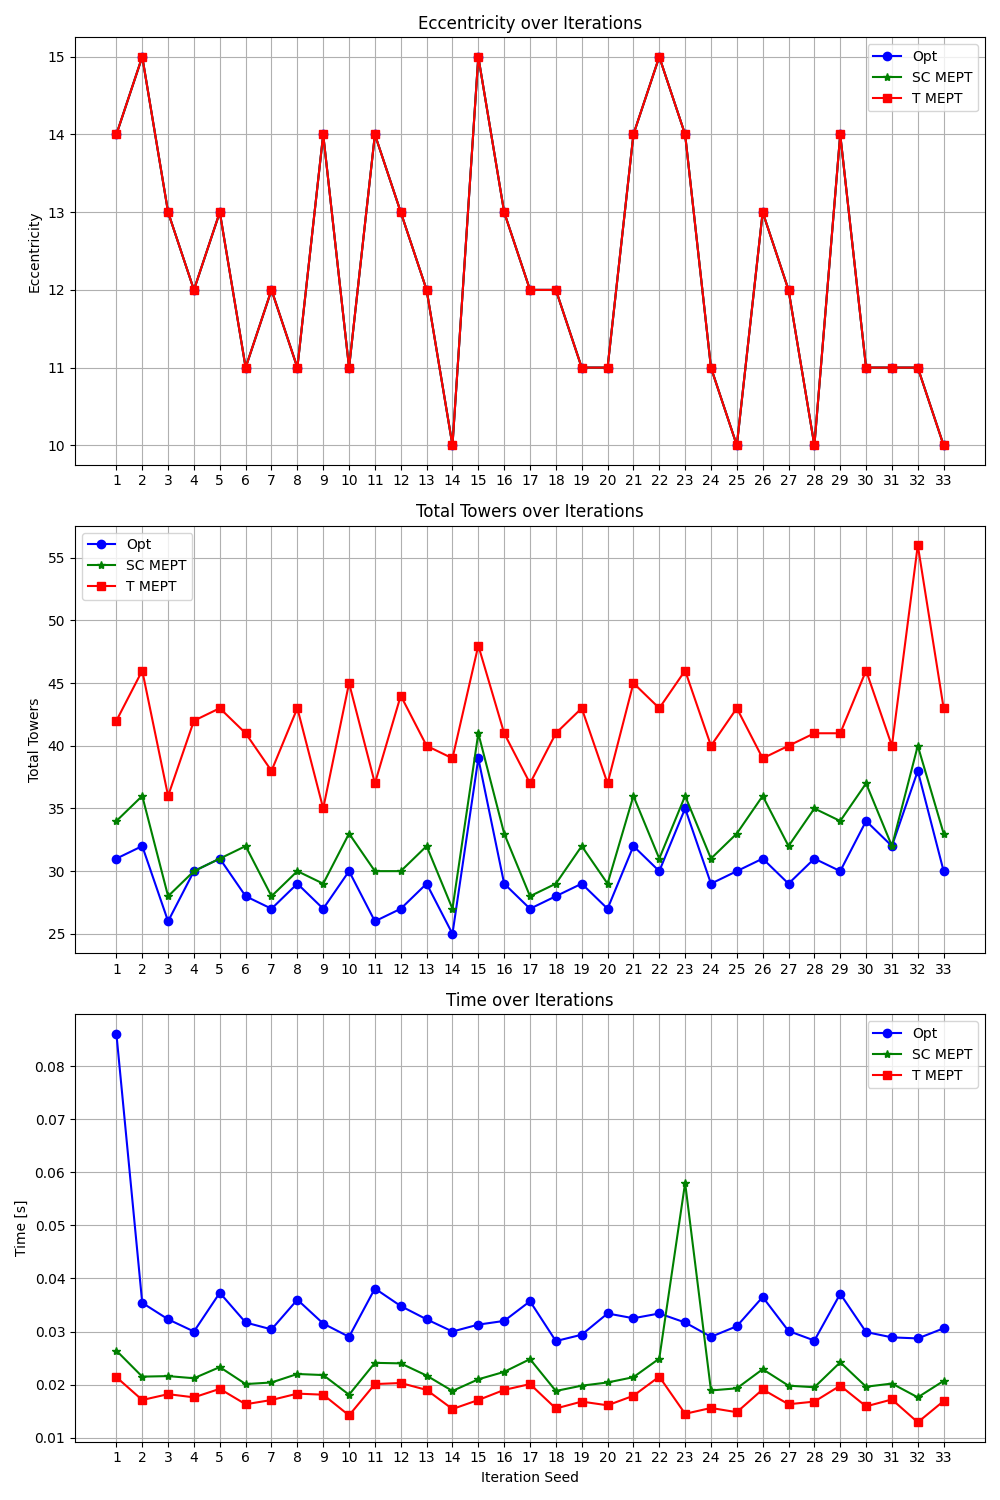 Eccentricity over Iterations
Eccentricity
15
14
13
12
11
10
Opt
SC MEPT
T MEPT
1 2 3 4 5 6 7 8 9 10 11 12 13 14 15 16 17 18 19 20 21 22 23 24 25 26 27 28 29 30 31 32 33
Total Towers over Iterations
Total Towers
55
50
45
40
35
30
25
Opt
SC MEPT
T MEPT
1 2 3 4 5 6 7 8 9 10 11 12 13 14 15 16 17 18 19 20 21 22 23 24 25 26 27 28 29 30 31 32 33
Time over Iterations
Time [s]
0.08
0.07
0.06
0.05
0.04
0.03
0.02
0.01
Opt
SC MEPT
T MEPT
1 2 3 4 5 6 7 8 9 10 11 12 13 14 15 16 17 18 19 20 21 22 23 24 25 26 27 28 29 30 31 32 33
Iteration Seed